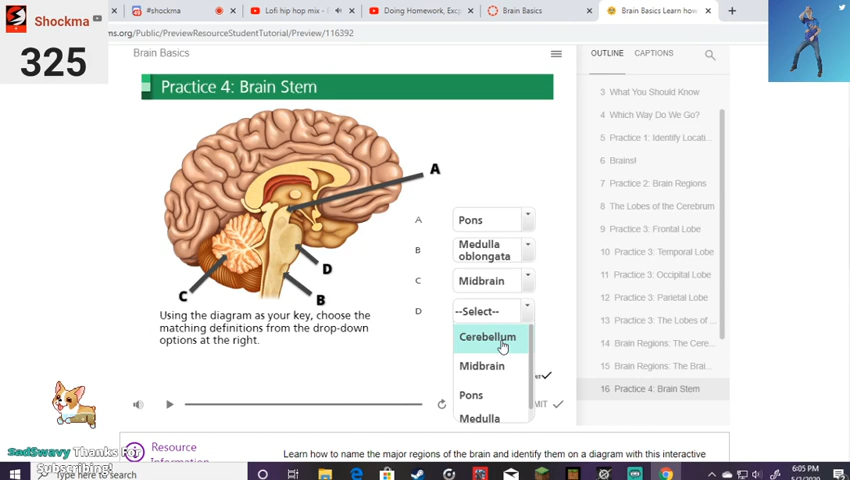 Shockma
325
#shockma
Lofi hip hop mix -
Doing Homework, Exc
Brain Basics
Brain Basics Learn how
ms.org/Public/PreviewResourceStudentTutorial/Preview/116392
Brain Basics
OUTLINE
CAPTIONS
Practice 4: Brain Stem
A
C
D
B
A
Pons
B
Medulla
oblongata
C
Midbrain
D
--Select--
Cerebellum
Midbrain
Pons
Medulla
Using the diagram as your key, choose the
matching definitions from the drop-down
options at the right.
3 What You Should Know
4 Which Way Do We Go?
5 Practice 1: Identify Locati...
6 Brains!
7 Practice 2: Brain Regions
8 The Lobes of the Cerebrum
9 Practice 3: Frontal Lobe
10 Practice 3: Temporal Lobe
11 Practice 3: Occipital Lobe
12 Practice 3: Parietal Lobe
13 Practice 3: The Lobes of ...
14 Brain Regions: The Cere...
15 Brain Regions: The Brai...
16 Practice 4: Brain Stem
Resource
Information
Learn how to name the major regions of the brain and identify them on a diagram with this interactive
SadSwavy Thanks For
Subscribing!
Type here to search
6:05 PM